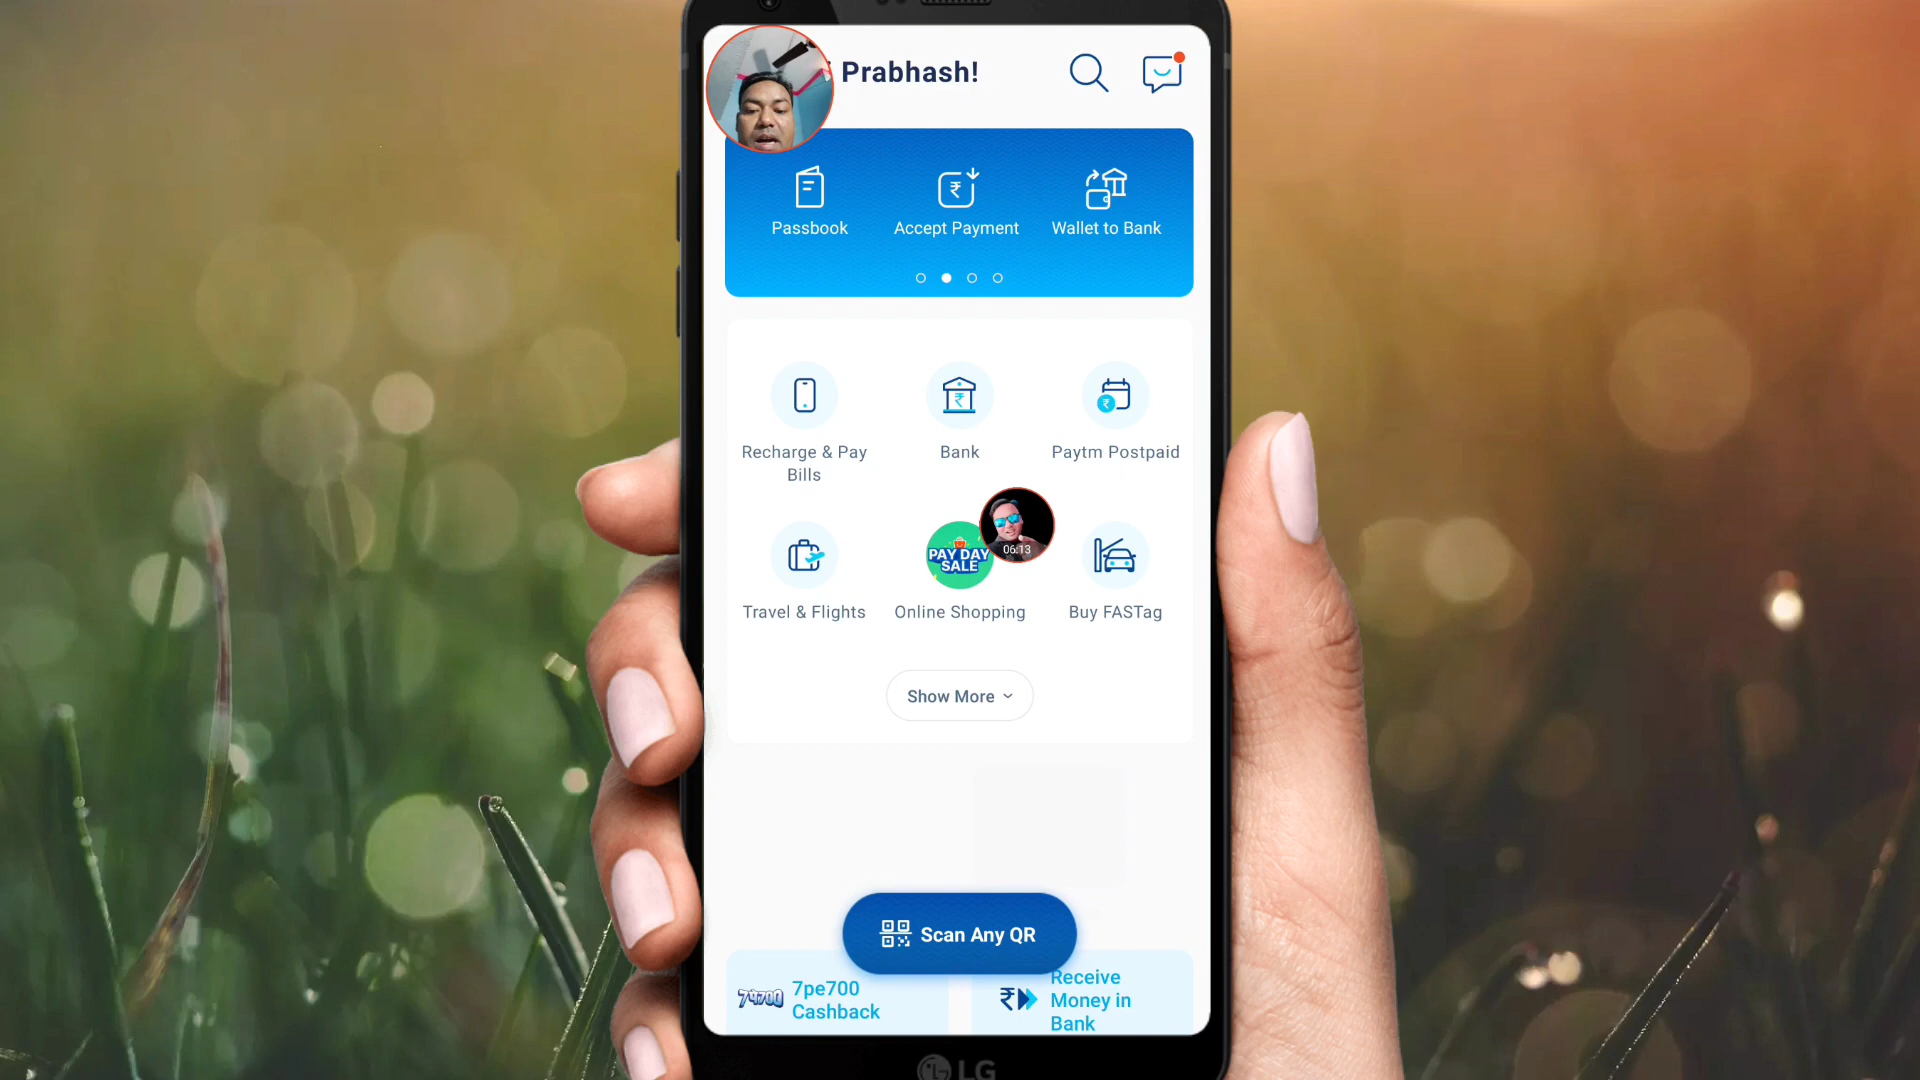 Prabhash!
Passbook
Accept Payment
Wallet to Bank
Recharge & Pay
Bills
Bank
Paytm Postpaid
06:13
PAY DAY
SALE
Travel & Flights
Online Shopping
Buy FASTag
Show More
Scan Any QR
7pe700
7pe700
Cashback
Receive
Money in
Bank
LG